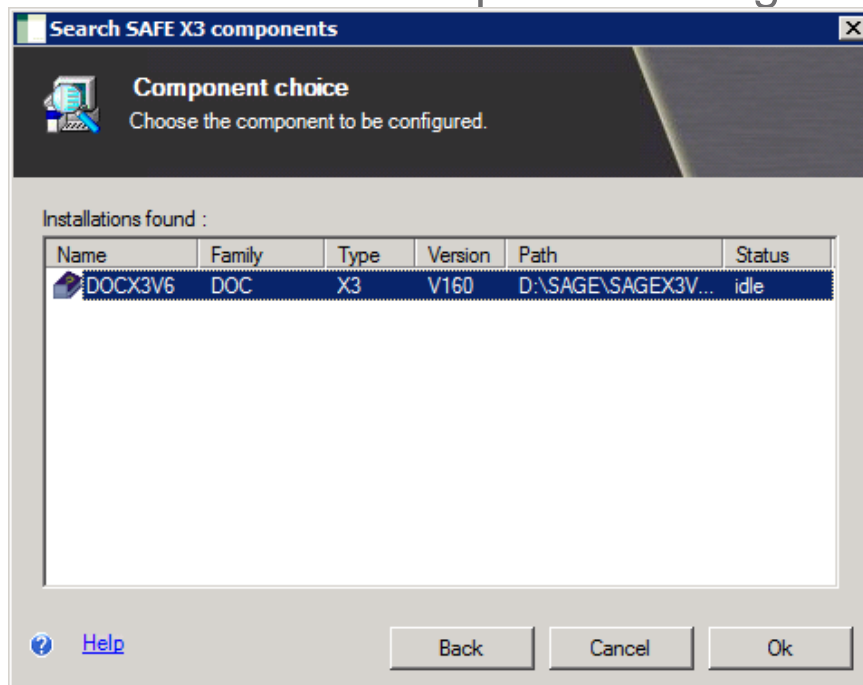 Search SAFE X3 components
Component choice
Choose the component to be configured.
Installations found :
Name Family Type Version Path Status
DOCX3V6 DOC X3 V160 D:\SAGE\SAGEX3V... idle
Help Back Cancel Ok